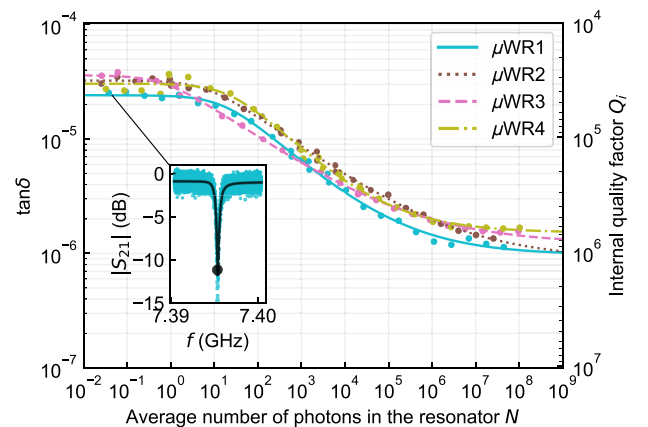 10⁻⁴
10⁻⁵
10⁻⁶
10⁻⁷
tanδ
10⁴
10⁵
10⁶
10⁷
Internal quality factor Qᵢ
μWR1
μWR2
μWR3
μWR4
0
−5
−10
−15
|S₂₁| (dB)
7.39 7.40
f (GHz)
10⁻² 10⁻¹ 10⁰ 10¹ 10² 10³ 10⁴ 10⁵ 10⁶ 10⁷ 10⁸ 10⁹
Average number of photons in the resonator N